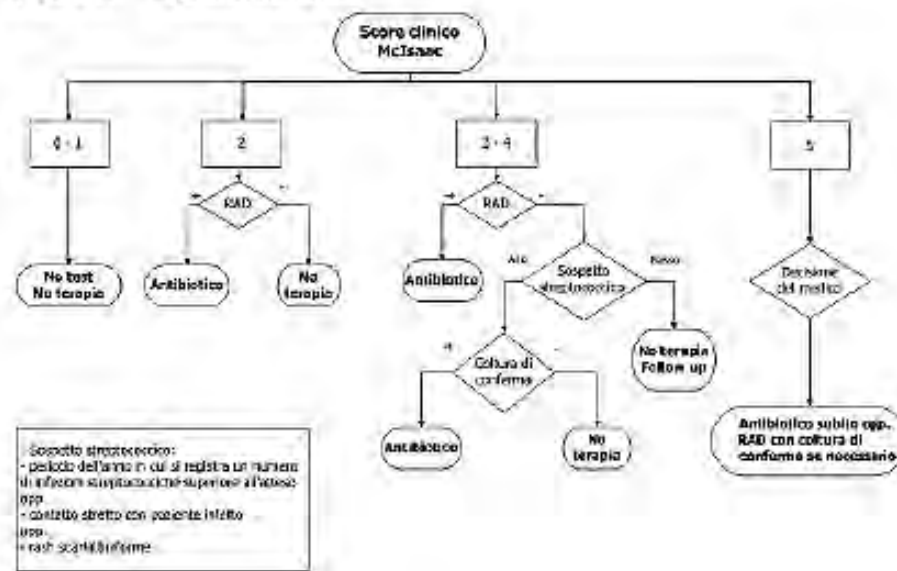 Score clinico
McIsaac
0 - 1
2
3 - 4
5
RAD
RAD
+
-
+
-
No test
No terapia
Antibiotico
No
terapia
Antibiotico
Alto
Sospetto
streptococcico
Basso
Decisione
del medico
+
Coltura di
conferma
-
No terapia
Follow up
Antibiotico
No
terapia
Antibiotico subito opp.
RAD con coltura di
conferma se necessario
Sospetto streptococcico:
- periodo dell'anno in cui si registra un numero
di infezioni streptococciche superiore all'atteso
opp.
- contatto stretto con paziente infetto
opp.
- rash scarlattiniforme